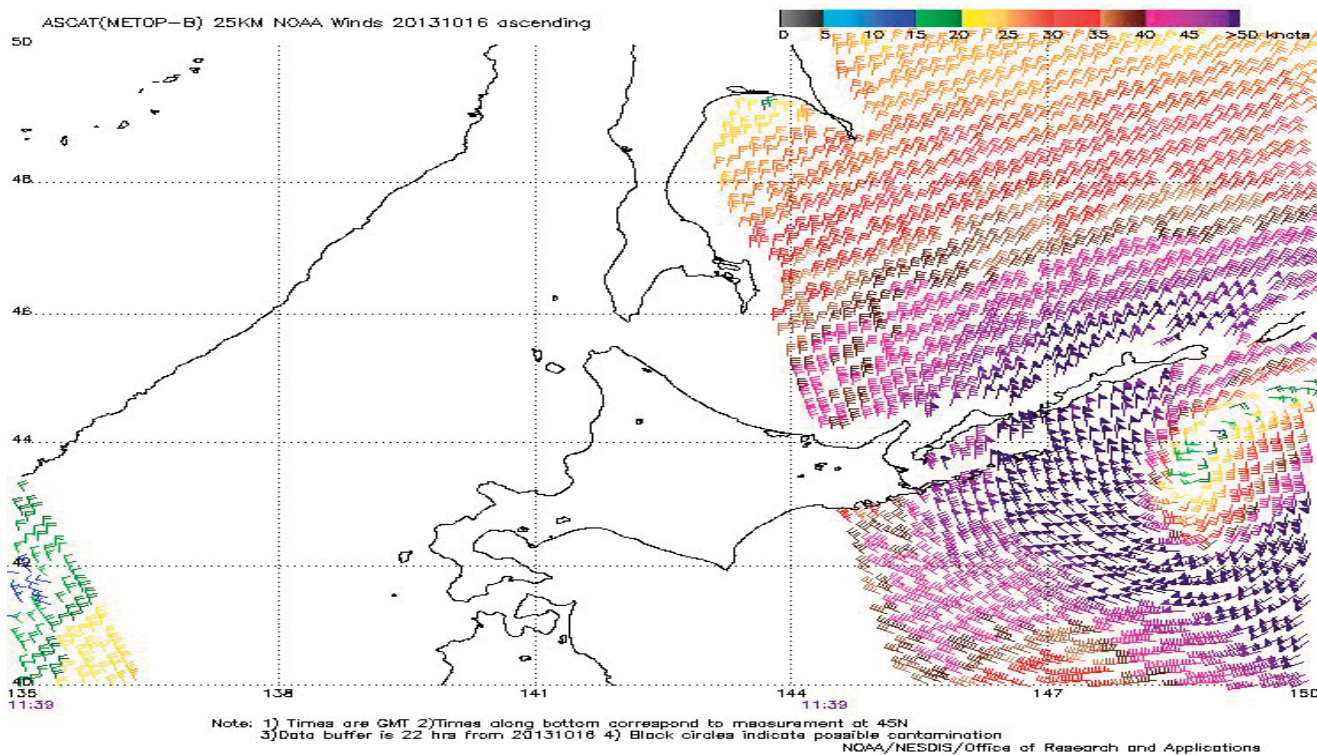 ASCAT(METOP-B) 25KM NOAA Winds 20131016 ascending
0 5 10 15 20 25 30 35 40 45 >50 knots
50
48
46
44
42
40
135 138 141 144 147 150
11:39 11:39
Note: 1) Times are GMT 2)Times along bottom correspond to measurement at 45N
3)Data buffer is 22 hrs from 20131016 4) Black circles indicate possible contamination
NOAA/NESDIS/Office of Research and Applications